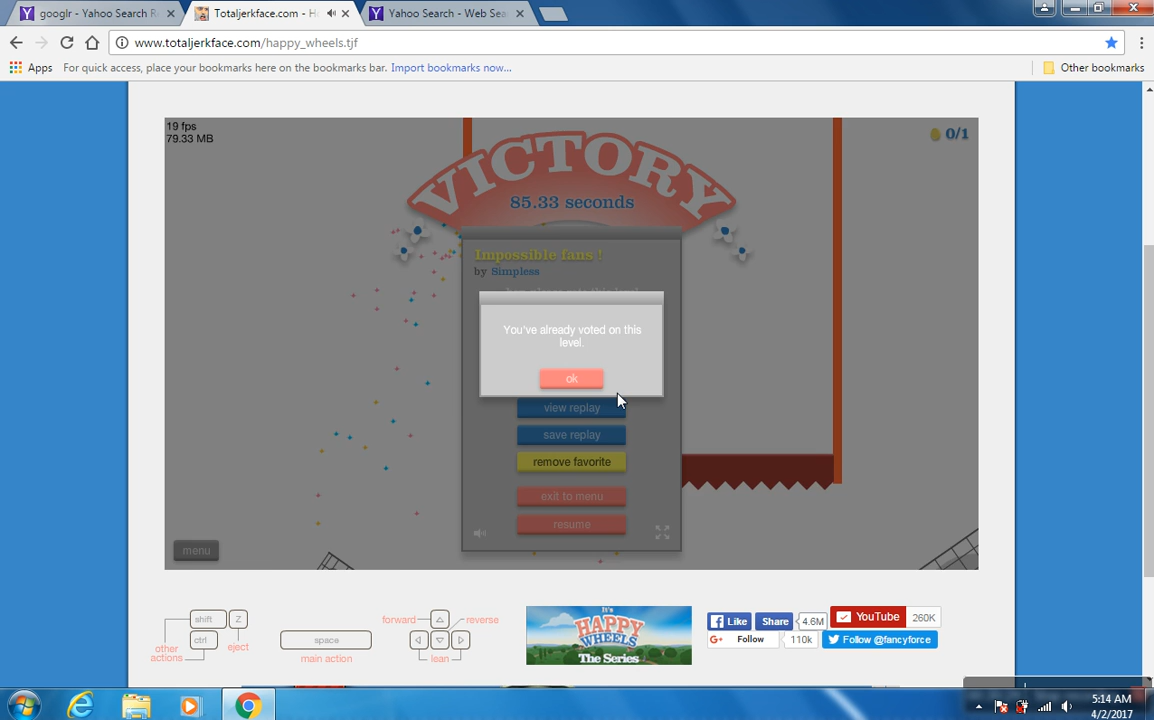 googlr - Yahoo Search R
Totaljerkface.com - H
Yahoo Search - Web Sea
www.totaljerkface.com/happy_wheels.tjf
Apps
For quick access, place your bookmarks here on the bookmarks bar. Import bookmarks now...
Other bookmarks
19 fps
79.33 MB
0/1
VICTORY
85.33 seconds
Impossible fans !
by Simpless
You've already voted on this
level.
ok
view replay
save replay
remove favorite
exit to menu
resume
menu
shift
Z
ctrl
eject
other
actions
space
main action
forward
reverse
lean
It's
HAPPY
WHEELS
The Series
Like
Share
4.6M
YouTube
260K
G+ Follow
110k
Follow @fancyforce
5:14 AM
4/2/2017